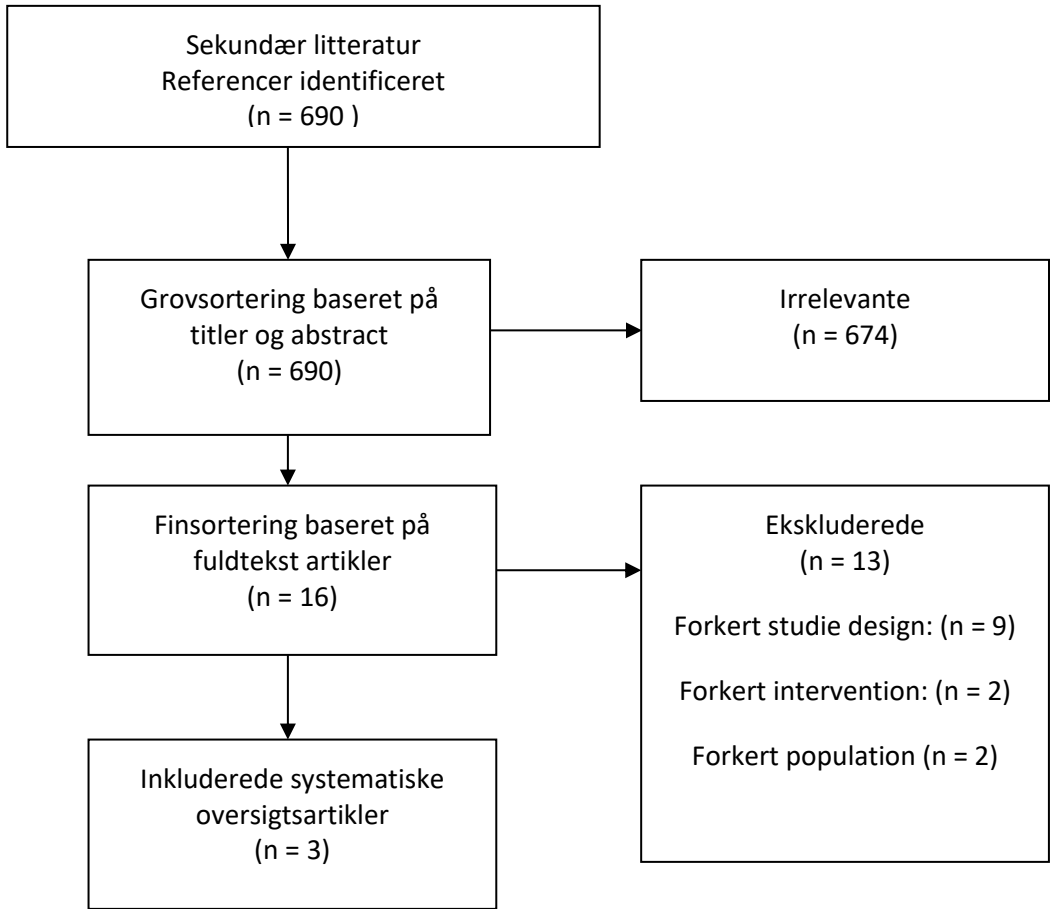 Sekundær litteratur
Referencer identificeret
(n = 690 )
Grovsortering baseret på
titler og abstract
(n = 690)
Irrelevante
(n = 674)
Finsortering baseret på
fuldtekst artikler
(n = 16)
Ekskluderede
(n = 13)
Forkert studie design: (n = 9)
Forkert intervention: (n = 2)
Forkert population (n = 2)
Inkluderede systematiske
oversigtsartikler
(n = 3)